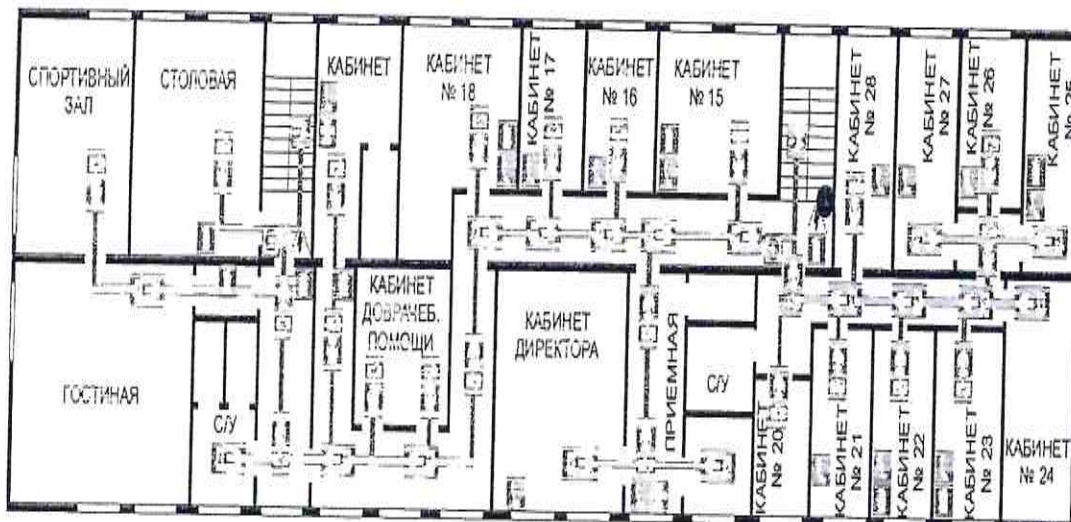 СПОРТИВНЫЙ
ЗАЛ
СТОЛОВАЯ
КАБИНЕТ
КАБИНЕТ
№ 18
КАБИНЕТ
№ 17
КАБИНЕТ
№ 16
КАБИНЕТ
№ 15
КАБИНЕТ
№ 28
КАБИНЕТ
№ 27
КАБИНЕТ
№ 26
КАБИНЕТ
№ 25
ГОСТИНАЯ
С/У
КАБИНЕТ
ДОВРАЧЕБ.
ПОМОЩИ
КАБИНЕТ
ДИРЕКТОРА
ПРИЕМНАЯ
С/У
КАБИНЕТ
№ 20
КАБИНЕТ
№ 21
КАБИНЕТ
№ 22
КАБИНЕТ
№ 23
КАБИНЕТ
№ 24